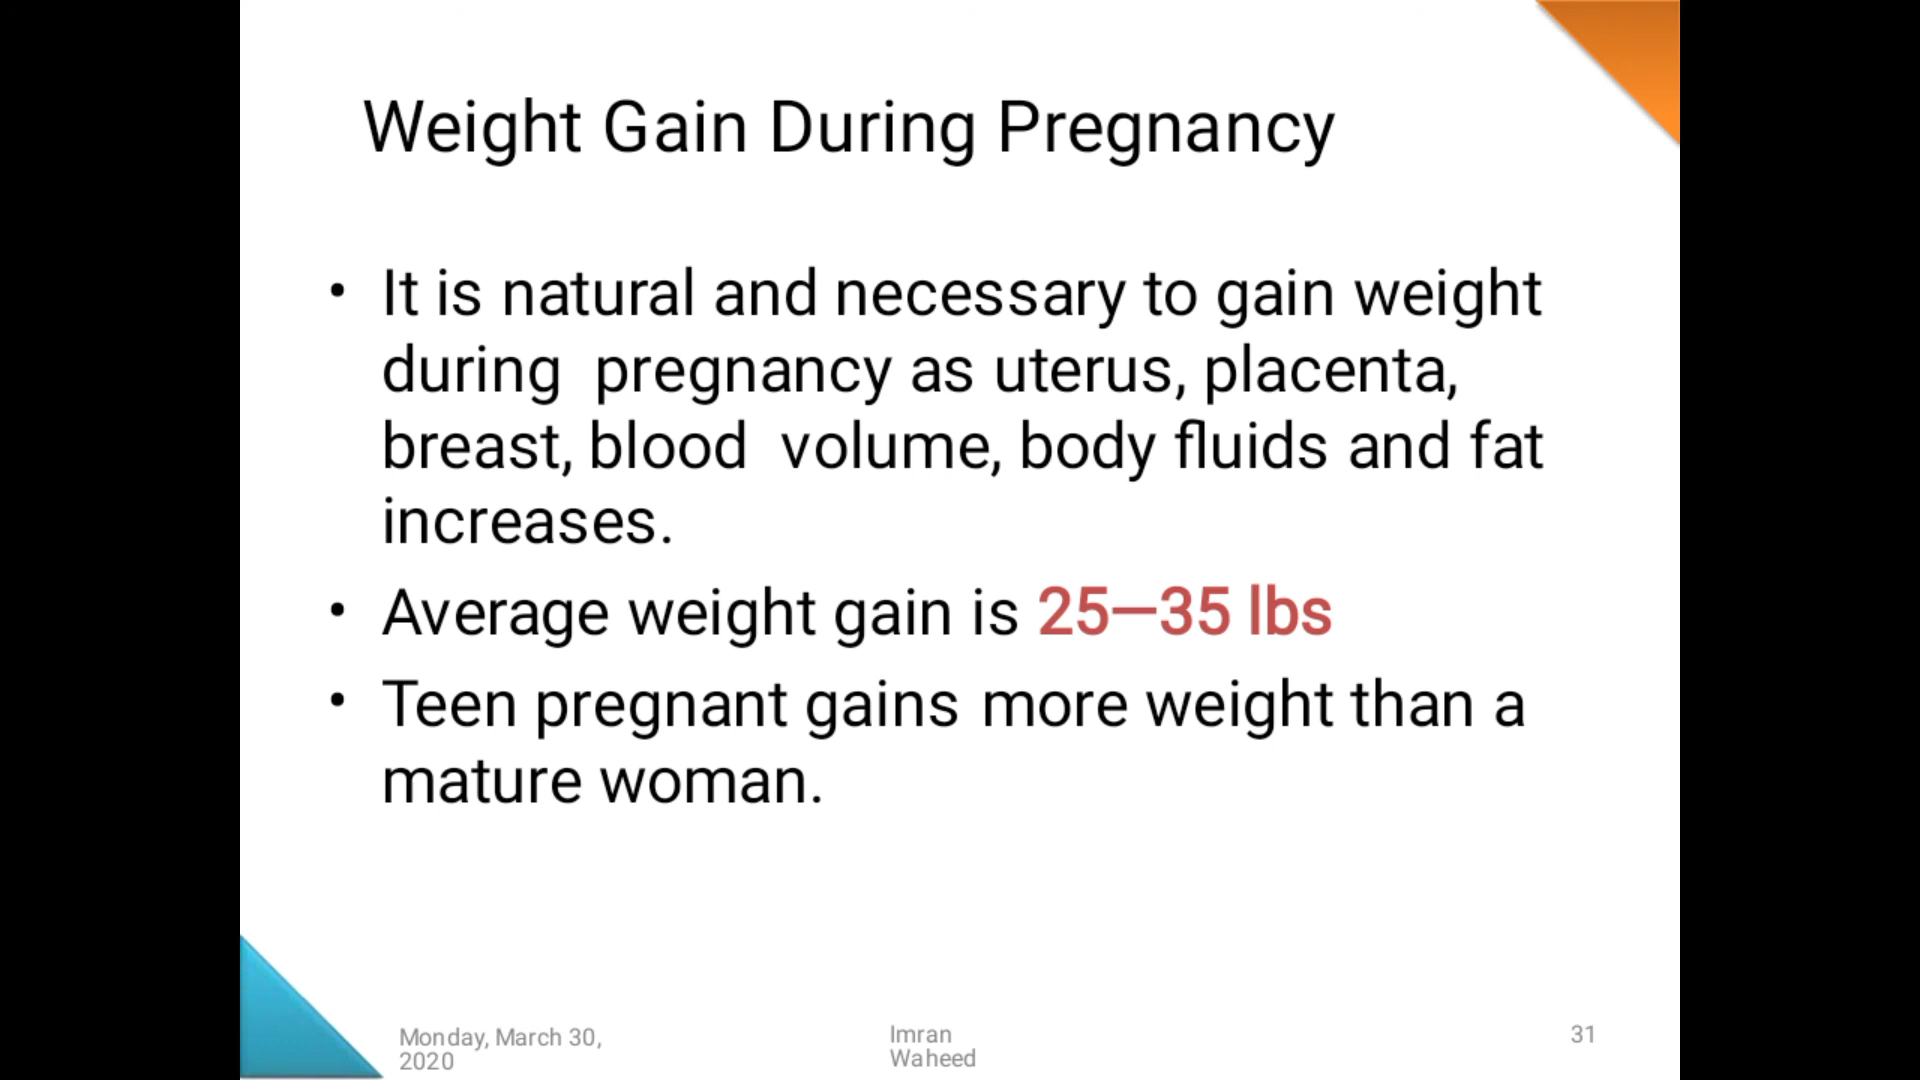 Weight Gain During Pregnancy
• It is natural and necessary to gain weight
during pregnancy as uterus, placenta,
breast, blood volume, body fluids and fat
increases.
• Average weight gain is 25—35 lbs
• Teen pregnant gains more weight than a
mature woman.
Monday, March 30,
2020
Imran
Waheed
31